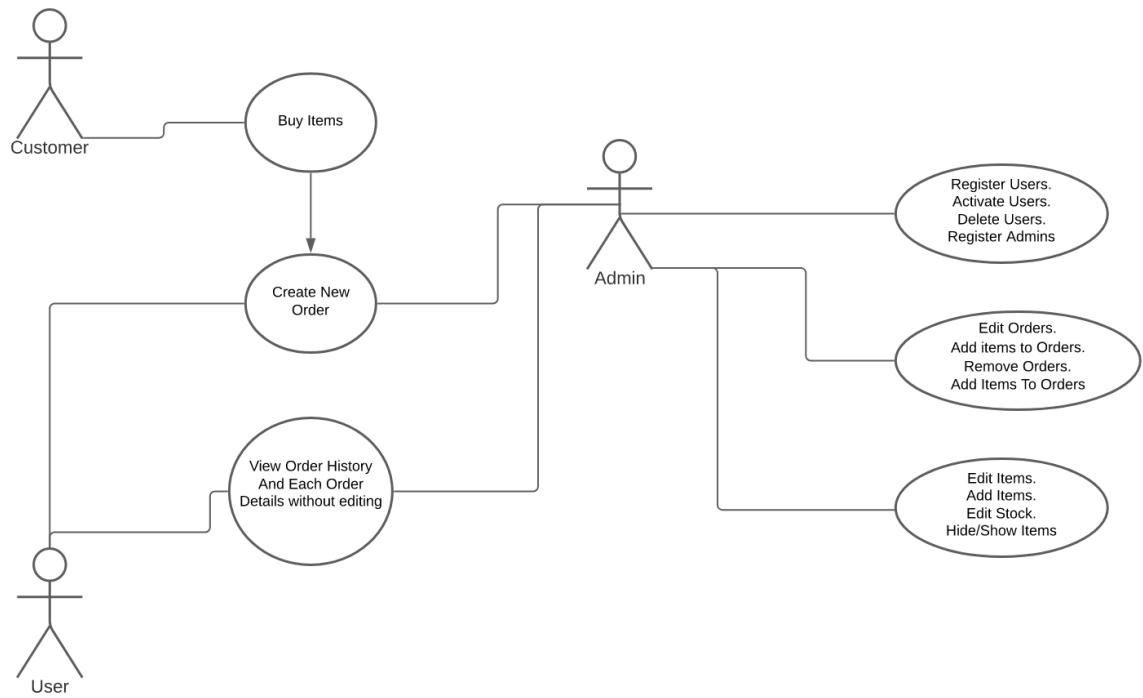 Customer
Buy Items
Create New
Order
View Order History
And Each Order
Details without editing
User
Admin
Register Users.
Activate Users.
Delete Users.
Register Admins
Edit Orders.
Add items to Orders.
Remove Orders.
Add Items To Orders
Edit Items.
Add Items.
Edit Stock.
Hide/Show Items